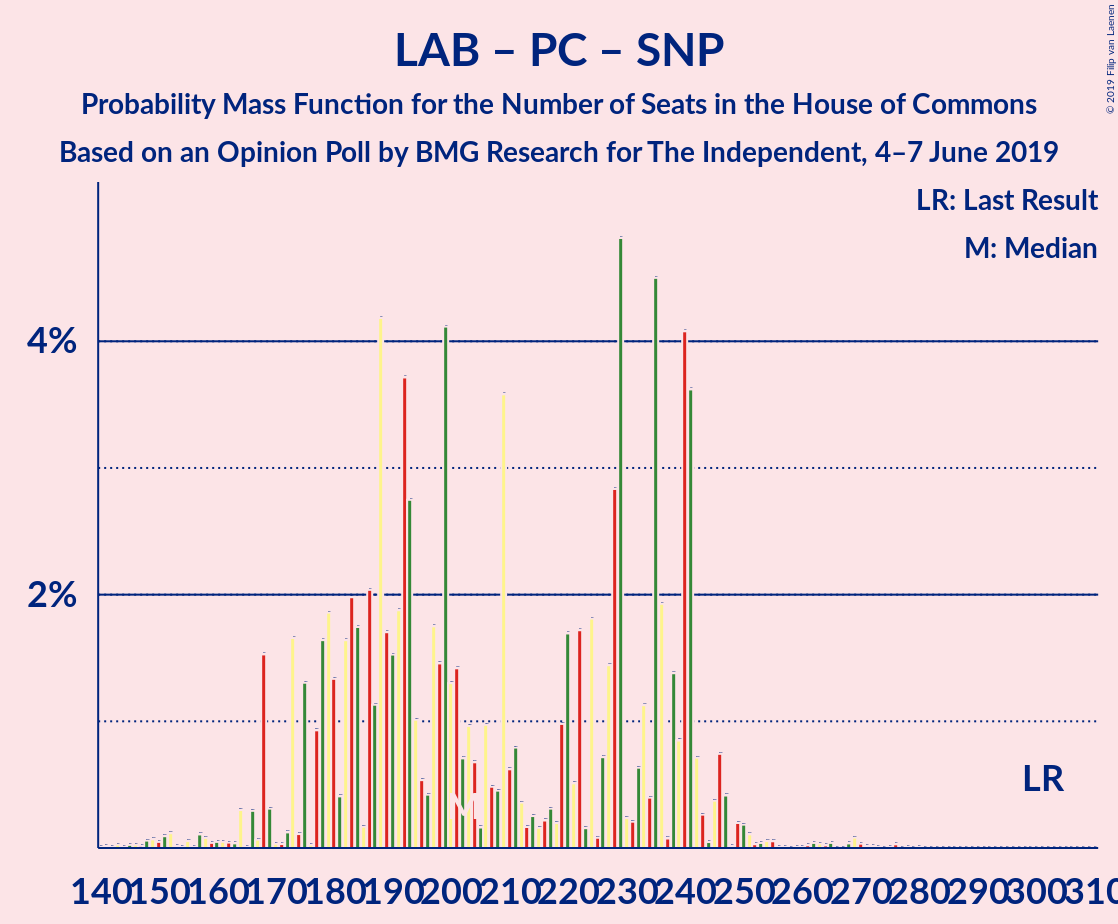 LAB – PC – SNP
Probability Mass Function for the Number of Seats in the House of Commons
Based on an Opinion Poll by BMG Research for The Independent, 4–7 June 2019
© 2019 Filip van Laenen
LR: Last Result
M: Median
4%
2%
M
LR
140 150 160 170 180 190 200 210 220 230 240 250 260 270 280 290 300 310